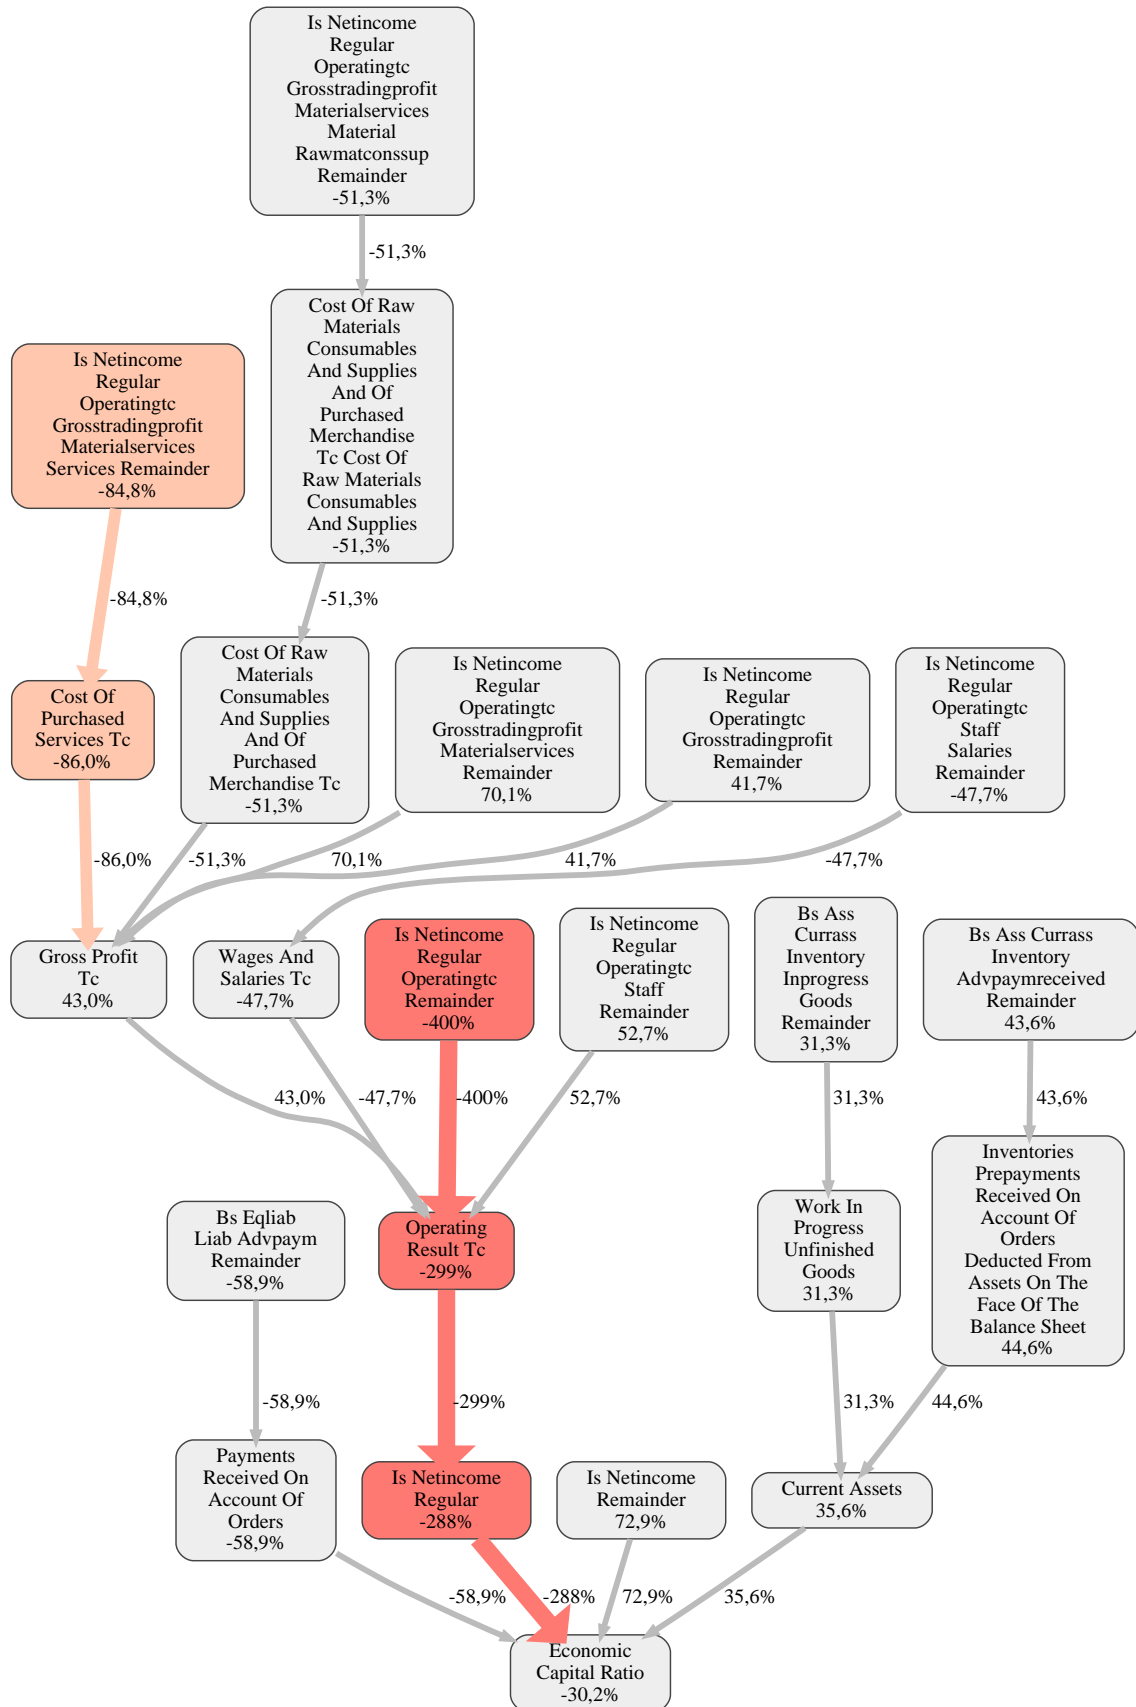 Is Netincome
Regular
Operatingtc
Grosstradingprofit
Materialservices
Material
Rawmatconssup
Remainder
-51,3%
-51,3%
Cost Of Raw
Materials
Consumables
And Supplies
And Of
Purchased
Merchandise
Tc Cost Of
Raw Materials
Consumables
And Supplies
-51,3%
Is Netincome
Regular
Operatingtc
Grosstradingprofit
Materialservices
Services Remainder
-84,8%
-84,8%
-51,3%
Cost Of
Purchased
Services Tc
-86,0%
Cost Of Raw
Materials
Consumables
And Supplies
And Of
Purchased
Merchandise Tc
-51,3%
Is Netincome
Regular
Operatingtc
Grosstradingprofit
Materialservices
Remainder
70,1%
Is Netincome
Regular
Operatingtc
Grosstradingprofit
Remainder
41,7%
Is Netincome
Regular
Operatingtc
Staff
Salaries
Remainder
-47,7%
-86,0%
-51,3%
70,1%
41,7%
-47,7%
Gross Profit
Tc
43,0%
Wages And
Salaries Tc
-47,7%
Is Netincome
Regular
Operatingtc
Remainder
-400%
Is Netincome
Regular
Operatingtc
Staff
Remainder
52,7%
Bs Ass
Currass
Inventory
Inprogress
Goods
Remainder
31,3%
Bs Ass Currass
Inventory
Advpaymreceived
Remainder
43,6%
43,0%
-47,7%
-400%
52,7%
31,3%
43,6%
Bs Eqliab
Liab Advpaym
Remainder
-58,9%
Operating
Result Tc
-299%
Work In
Progress
Unfinished
Goods
31,3%
Inventories
Prepayments
Received On
Account Of
Orders
Deducted From
Assets On The
Face Of The
Balance Sheet
44,6%
-58,9%
-299%
31,3%
44,6%
Payments
Received On
Account Of
Orders
-58,9%
Is Netincome
Regular
-288%
Is Netincome
Remainder
72,9%
Current Assets
35,6%
-58,9%
-288%
72,9%
35,6%
Economic
Capital Ratio
-30,2%